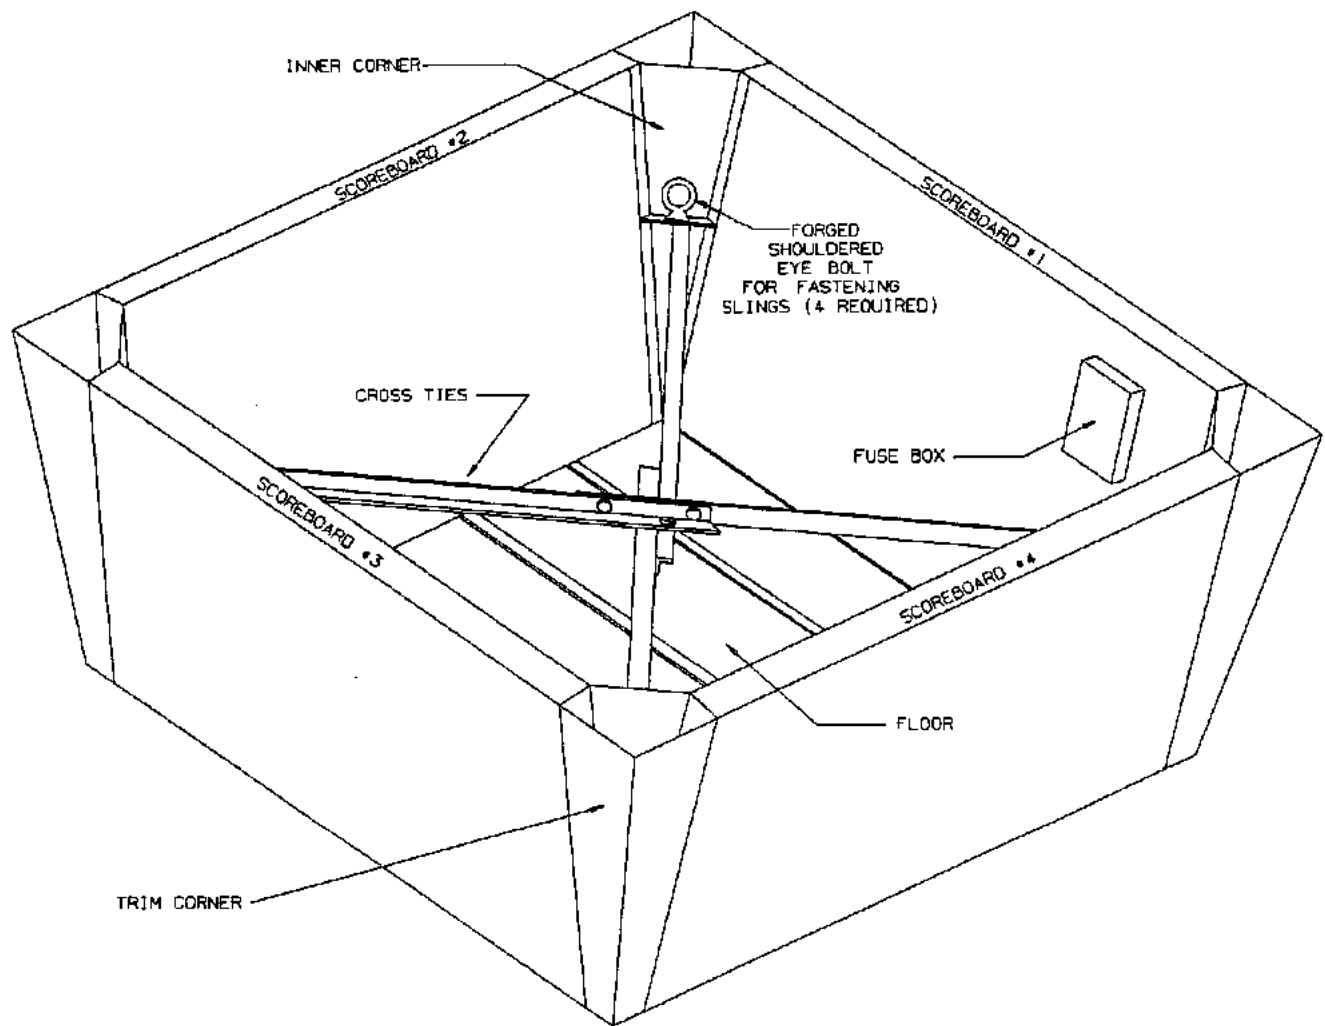 INNER CORNER
SCOREBOARD #2
SCOREBOARD #1
FORGED
SHOULDERED
EYE BOLT
FOR FASTENING
SLINGS (4 REQUIRED)
CROSS TIES
FUSE BOX
SCOREBOARD #3
SCOREBOARD #4
FLOOR
TRIM CORNER